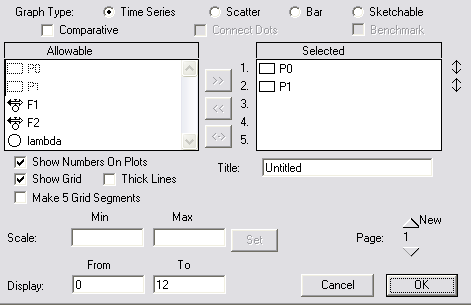 Graph Type: Time Series Scatter Bar Sketchable
Comparative Connect Dots Benchmark
Allowable Selected
P0 >> 1. P0
P1 2. P1
F1 << 3.
F2 4.
lambda <-> 5.
Show Numbers On Plots
Title: Untitled
Show Grid Thick Lines
Make 5 Grid Segments
Min Max
New
Scale: Set Page: 1
From To
Display: 0 12 Cancel OK